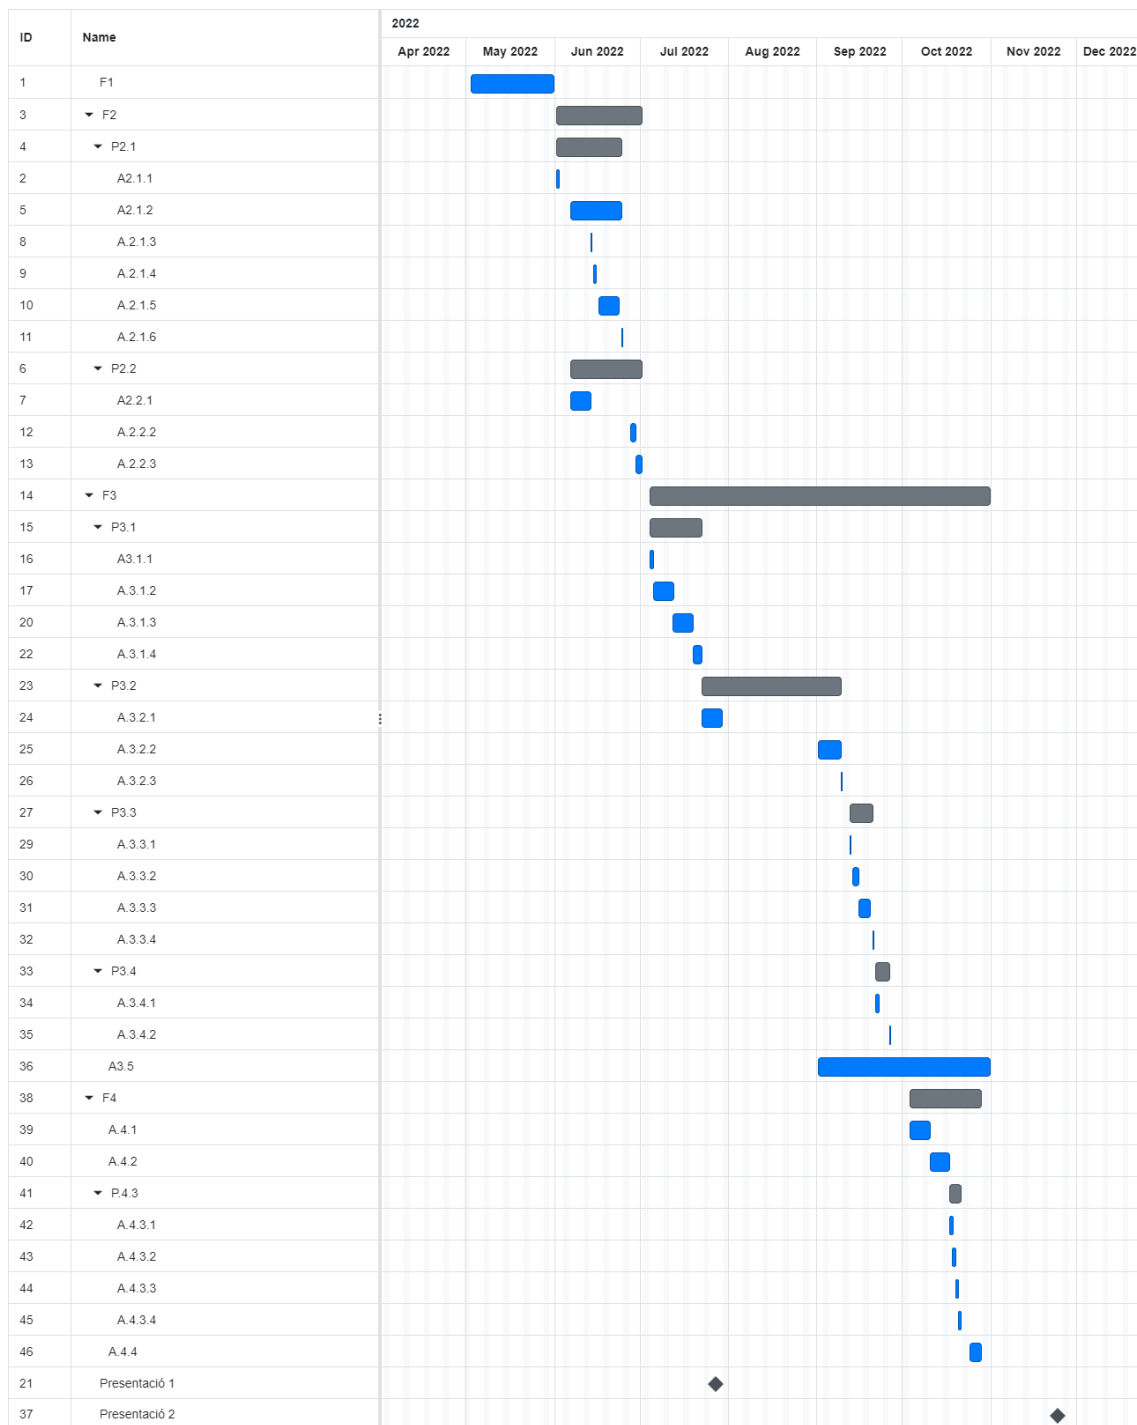 ID Name 2022
Apr 2022 May 2022 Jun 2022 Jul 2022 Aug 2022 Sep 2022 Oct 2022 Nov 2022 Dec 2022
1 F1
3 F2
4 P2.1
2 A2.1.1
5 A2.1.2
8 A.2.1.3
9 A.2.1.4
10 A.2.1.5
11 A.2.1.6
6 P2.2
7 A2.2.1
12 A.2.2.2
13 A.2.2.3
14 F3
15 P3.1
16 A3.1.1
17 A.3.1.2
20 A.3.1.3
22 A.3.1.4
23 P3.2
24 A.3.2.1
25 A.3.2.2
26 A.3.2.3
27 P3.3
29 A.3.3.1
30 A.3.3.2
31 A.3.3.3
32 A.3.3.4
33 P3.4
34 A.3.4.1
35 A.3.4.2
36 A3.5
38 F4
39 A.4.1
40 A.4.2
41 P.4.3
42 A.4.3.1
43 A.4.3.2
44 A.4.3.3
45 A.4.3.4
46 A.4.4
21 Presentació 1
37 Presentació 2